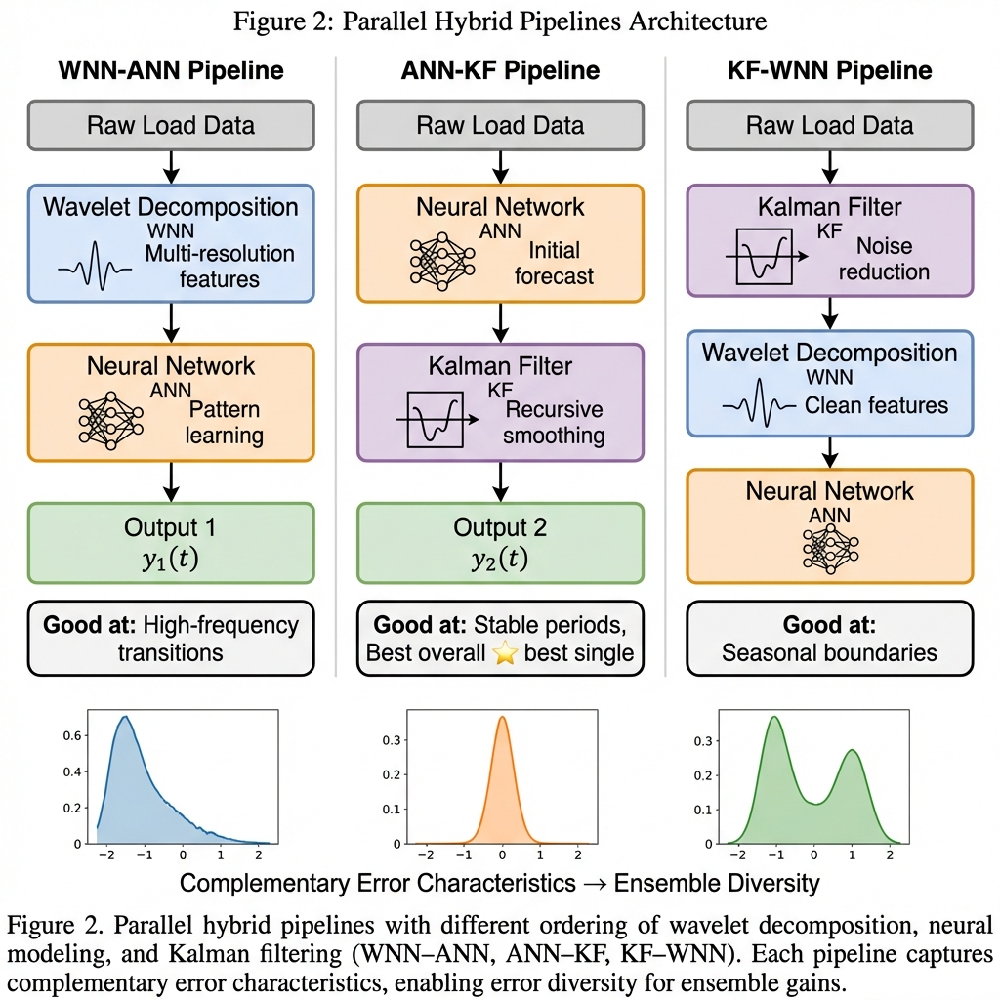 Figure 2: Parallel Hybrid Pipelines Architecture
WNN-ANN Pipeline
Raw Load Data
Wavelet Decomposition
WNN
Multi-resolution
features
Neural Network
ANN
Pattern
learning
Output 1
y₁(t)
Good at: High-frequency
transitions
ANN-KF Pipeline
Raw Load Data
Neural Network
ANN
Initial
forecast
Kalman Filter
KF
Recursive
smoothing
Output 2
y₂(t)
Good at: Stable periods,
Best overall ⭐ best single
KF-WNN Pipeline
Raw Load Data
Kalman Filter
KF
Noise
reduction
Wavelet Decomposition
WNN
Clean features
Neural Network
ANN
Good at:
Seasonal boundaries
0.6
0.4
0.2
0
−2 −1 0 1 2
0.3
0.2
0.1
0
−2 −1 0 1 2
0.3
0.2
0.1
0
−2 −1 0 1 2
Complementary Error Characteristics → Ensemble Diversity
Figure 2. Parallel hybrid pipelines with different ordering of wavelet decomposition, neural
modeling, and Kalman filtering (WNN–ANN, ANN–KF, KF–WNN). Each pipeline captures
complementary error characteristics, enabling error diversity for ensemble gains.